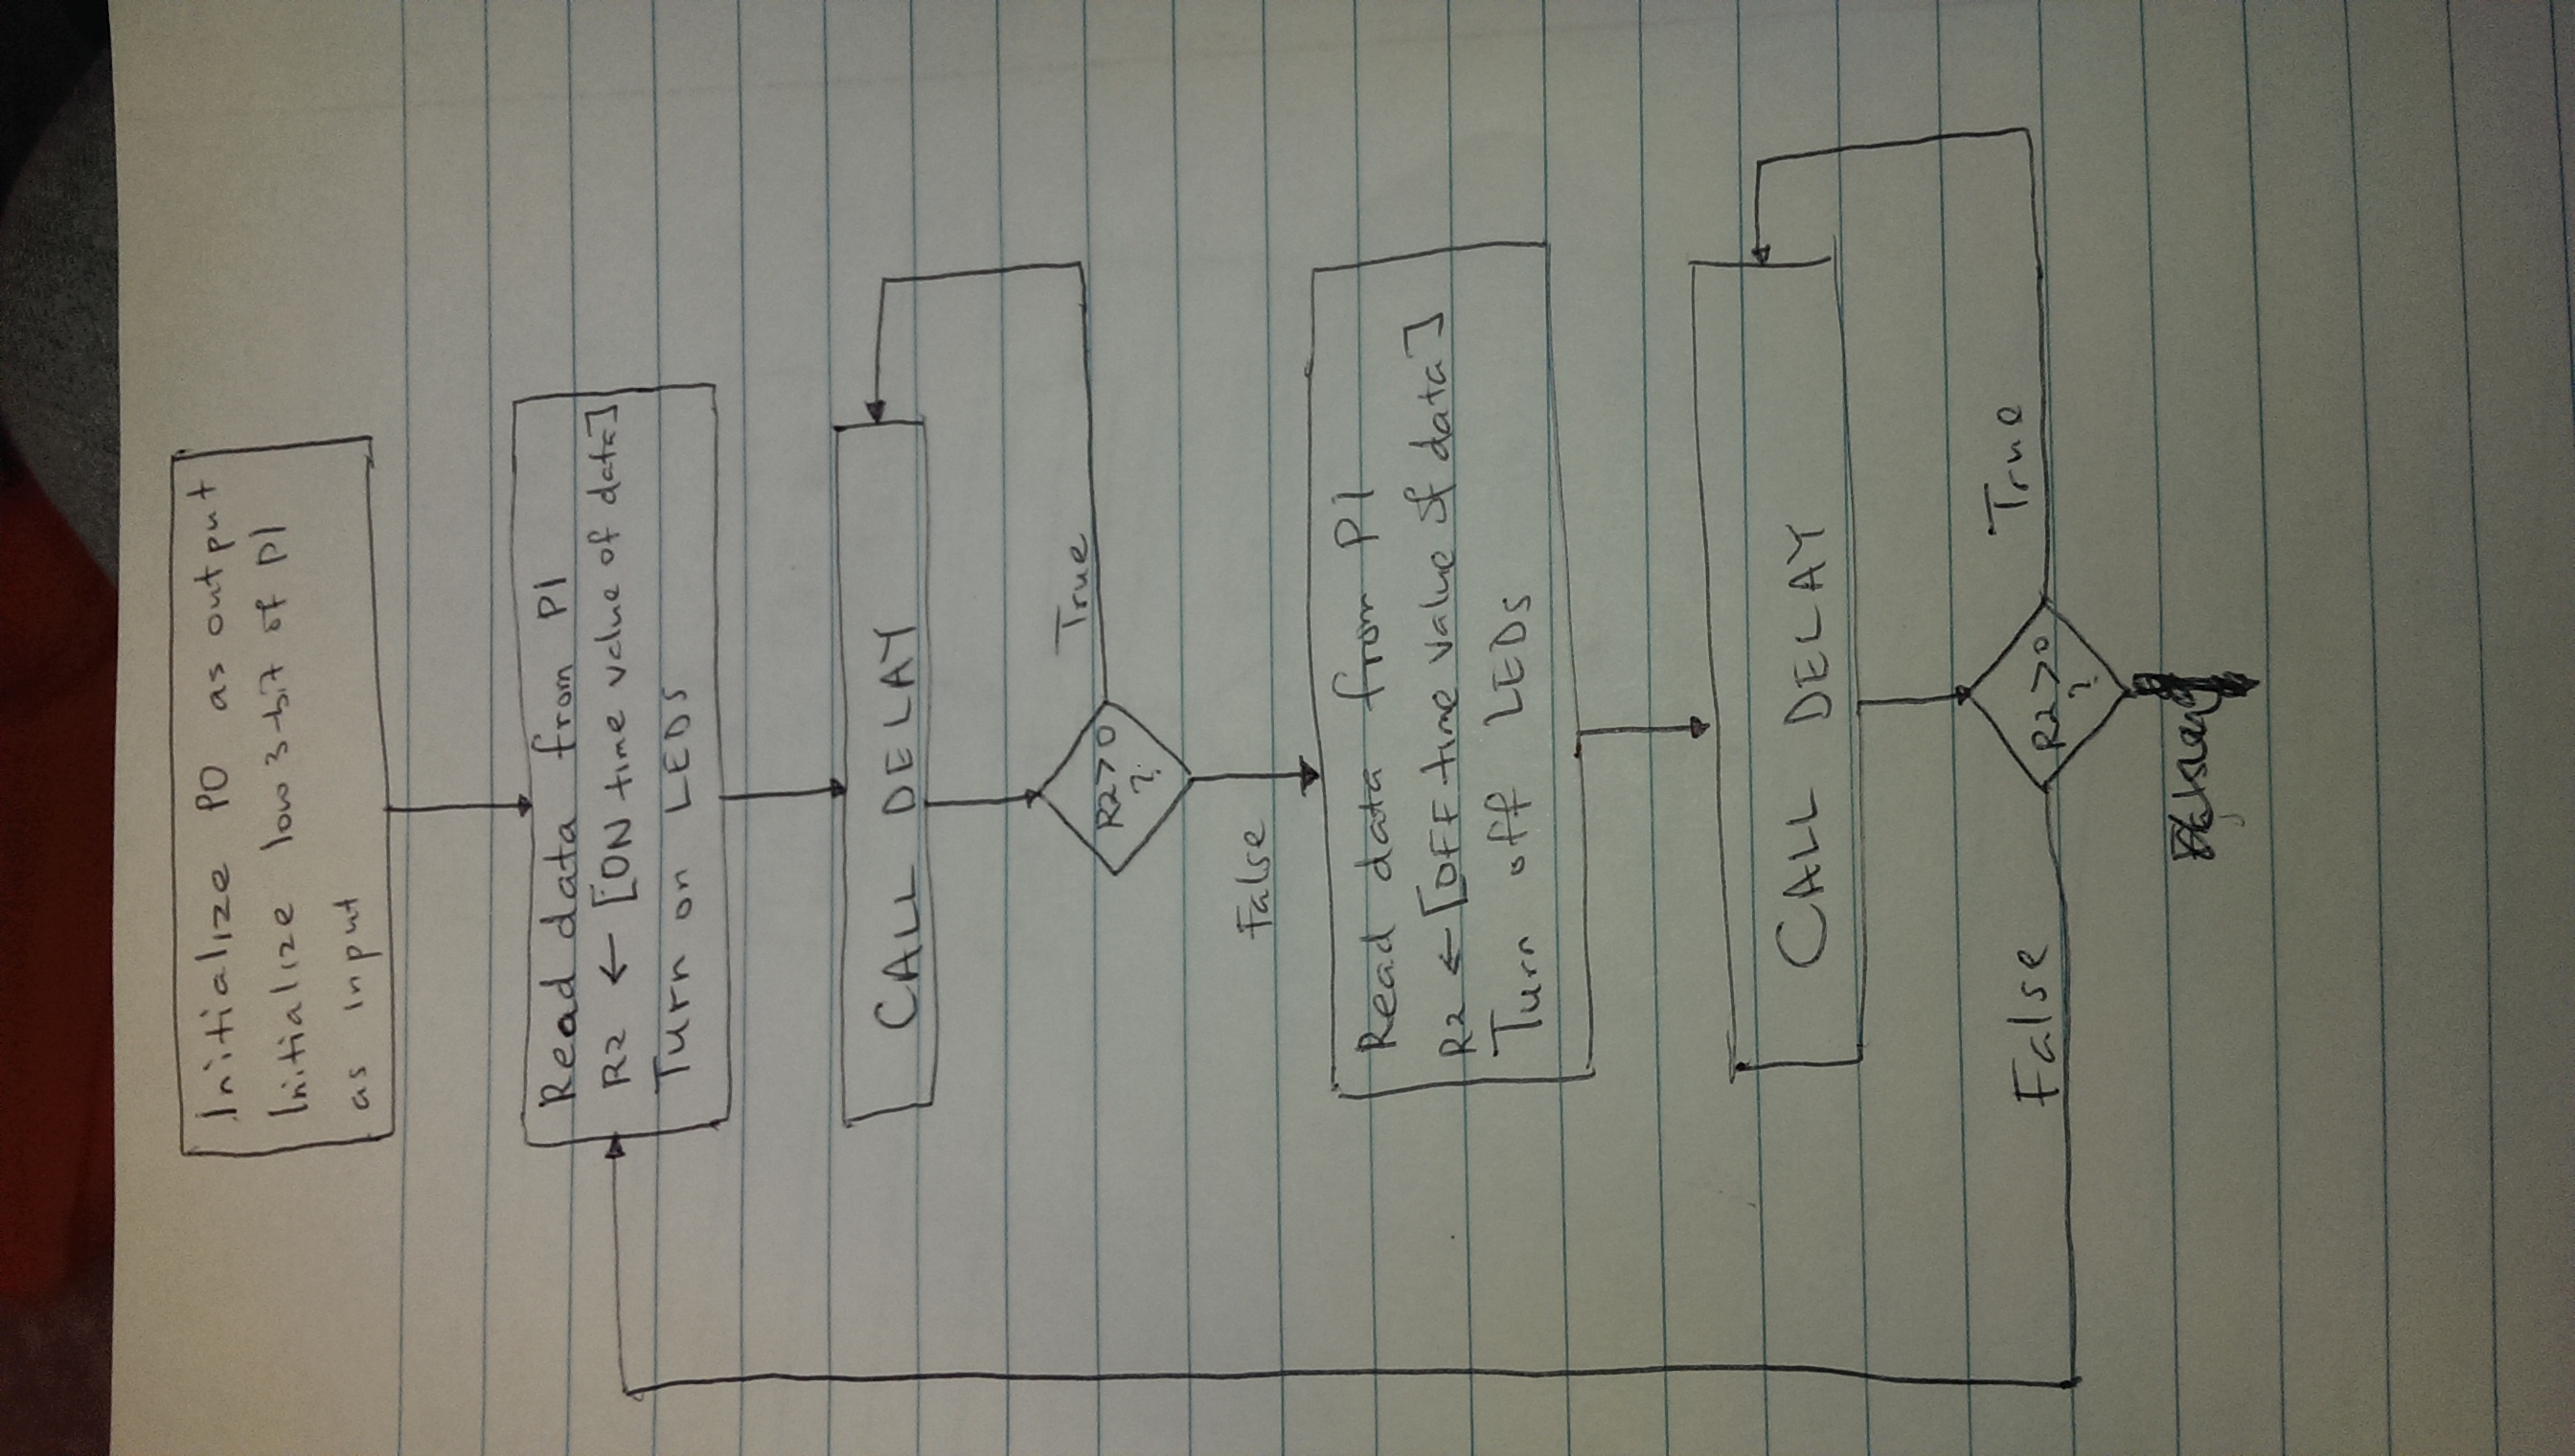 Initialize P0 as output
Initialize low 3-bit of P1
as input
Read data from P1
R2 ← [ON time value of data]
Turn on LEDS
CALL DELAY
R2>0
?
True
False
Read data from P1
R2 ← [OFF time value of data]
Turn off LEDs
CALL DELAY
R2>0
?
True
False